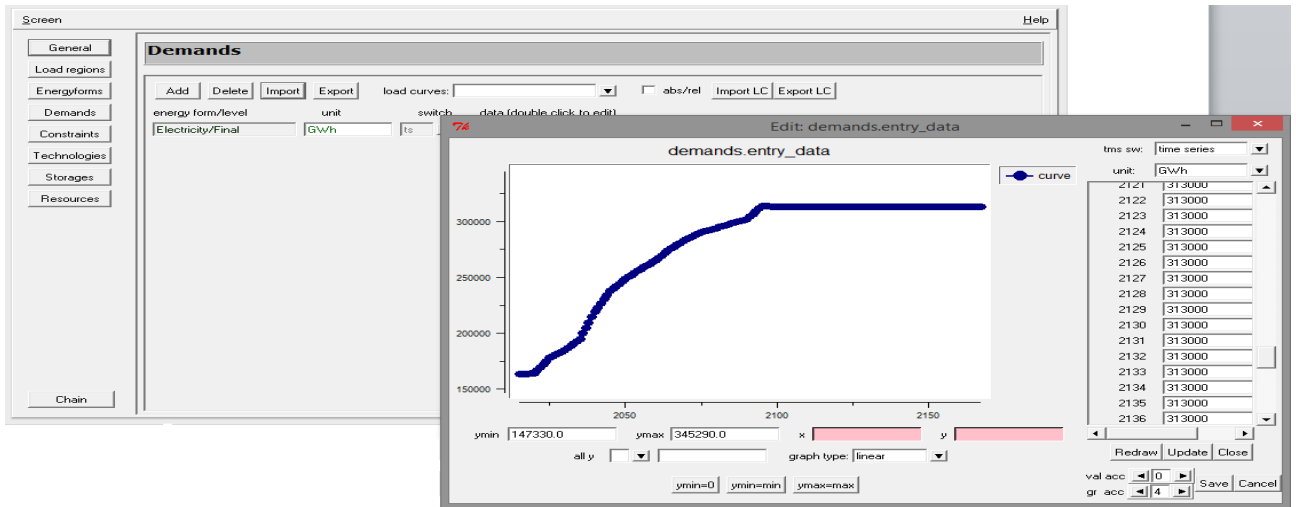 Screen Help
General
Load regions
Energyforms
Demands
Constraints
Technologies
Storages
Resources
Chain
Demands
Add Delete Import Export load curves: abs/rel Import LC Export LC
energy form/level unit switch data (double click to edit)
Electricity/Final GWh ts
Edit: demands.entry_data
demands.entry_data
curve
300000
250000
200000
150000
2050 2100 2150
ymin 147330.0 ymax 345290.0 x y
all y graph type: linear
ymin=0 ymin=min ymax=max
tms sw: time series
unit: GWh
2121 313000
2122 313000
2123 313000
2124 313000
2125 313000
2126 313000
2127 313000
2128 313000
2129 313000
2130 313000
2131 313000
2132 313000
2133 313000
2134 313000
2135 313000
2136 313000
Redraw Update Close
val acc 0
gr acc 4
Save Cancel